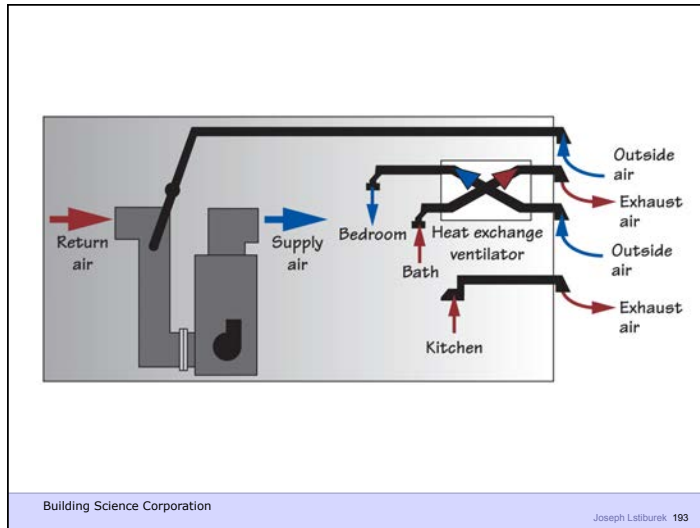 Return
air
Supply
air
Bedroom
Bath
Heat exchange
ventilator
Kitchen
Outside
air
Exhaust
air
Outside
air
Exhaust
air
Building Science Corporation
Joseph Lstiburek 193